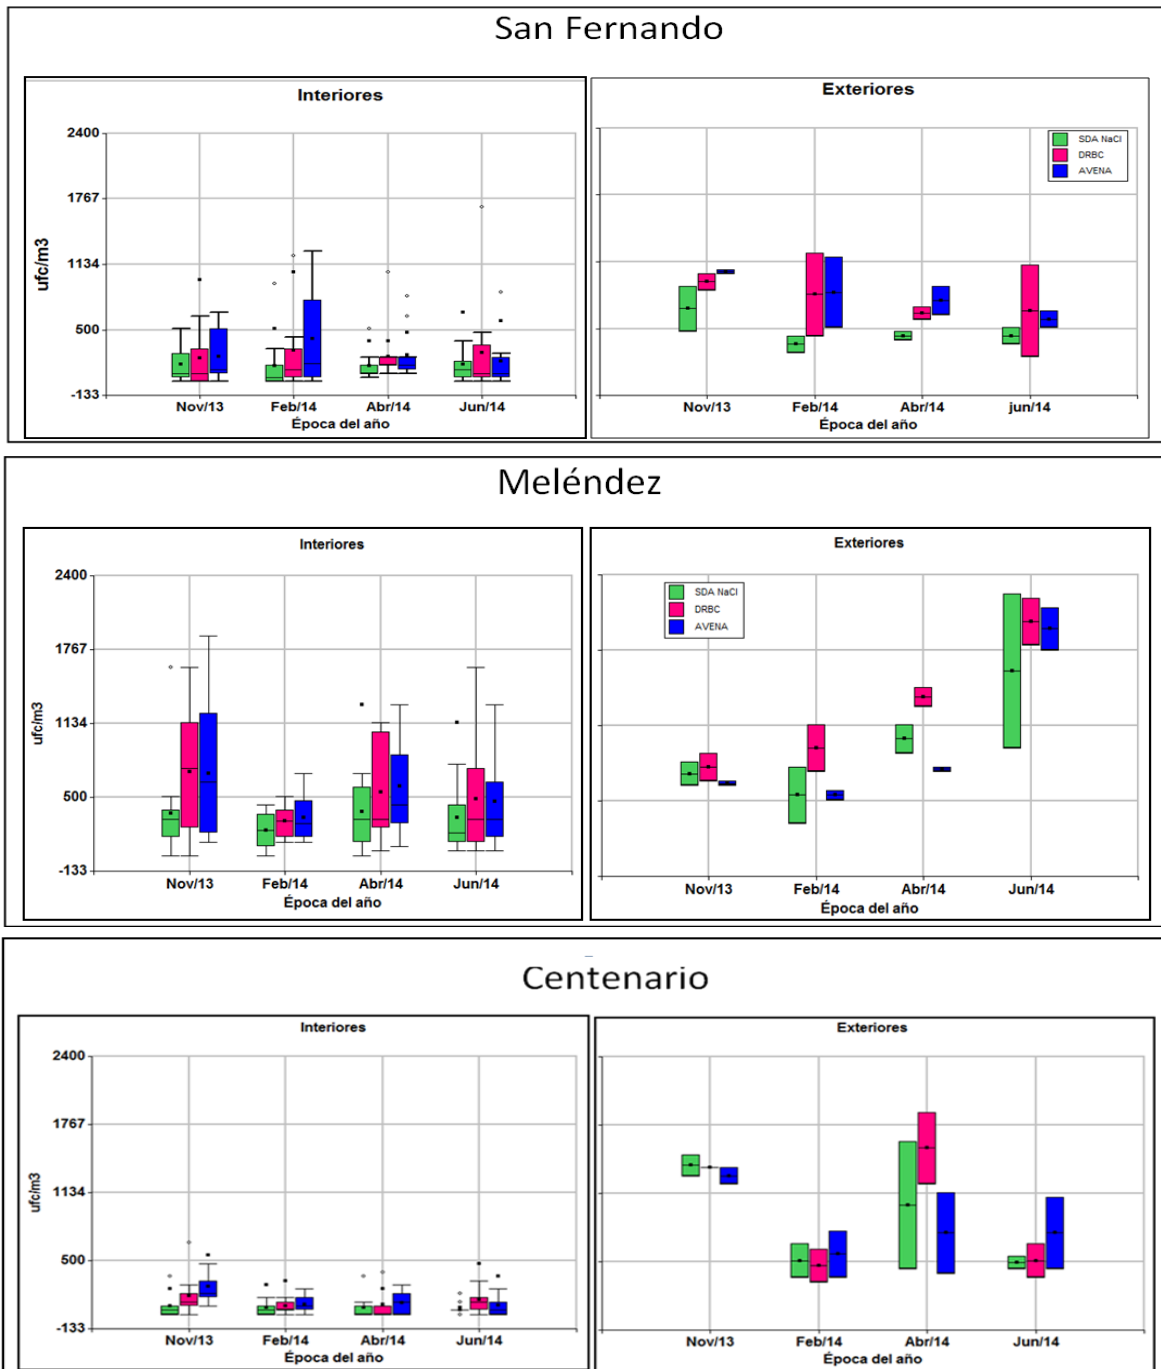 San Fernando
Interiores
ufc/m3
2400
1767
1134
500
-133
Nov/13 Feb/14 Abr/14 Jun/14
Época del año
Exteriores
SDA NaCl
DRBC
AVENA
Nov/13 Feb/14 Abr/14 jun/14
Época del año
Meléndez
Interiores
ufc/m3
2400
1767
1134
500
-133
Nov/13 Feb/14 Abr/14 Jun/14
Época del año
Exteriores
SDA NaCl
DRBC
AVENA
Nov/13 Feb/14 Abr/14 Jun/14
Época del año
Centenario
Interiores
ufc/m3
2400
1767
1134
500
-133
Nov/13 Feb/14 Abr/14 Jun/14
Época del año
Exteriores
Nov/13 Feb/14 Abr/14 Jun/14
Época del año